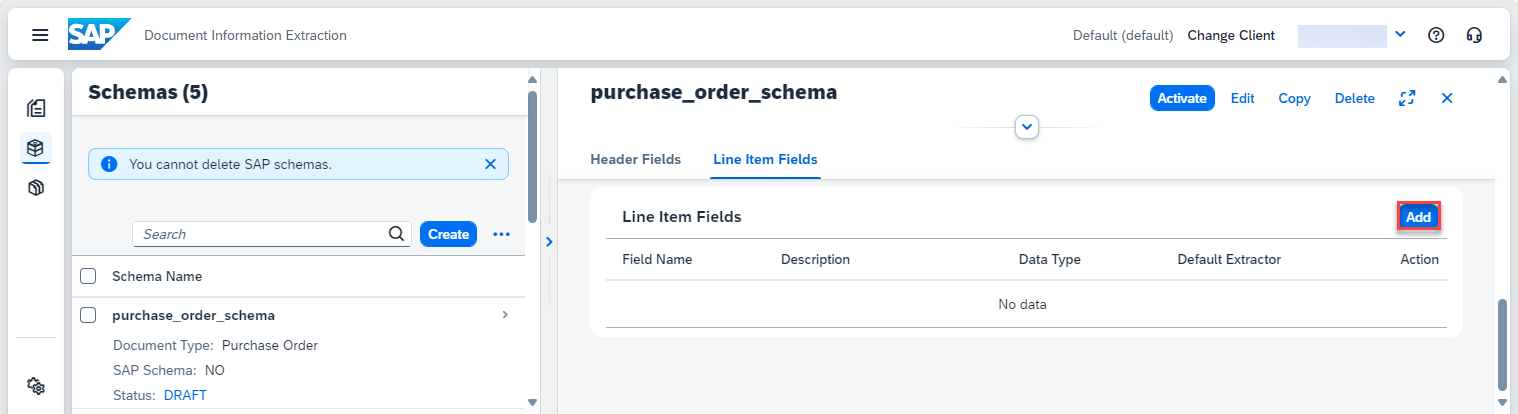 SAP Document Information Extraction Default (default) Change Client
Schemas (5)
You cannot delete SAP schemas.
Search Create
Schema Name
purchase_order_schema
Document Type: Purchase Order
SAP Schema: NO
Status: DRAFT
purchase_order_schema
Activate Edit Copy Delete
Header Fields Line Item Fields
Line Item Fields Add
Field Name Description Data Type Default Extractor Action
No data